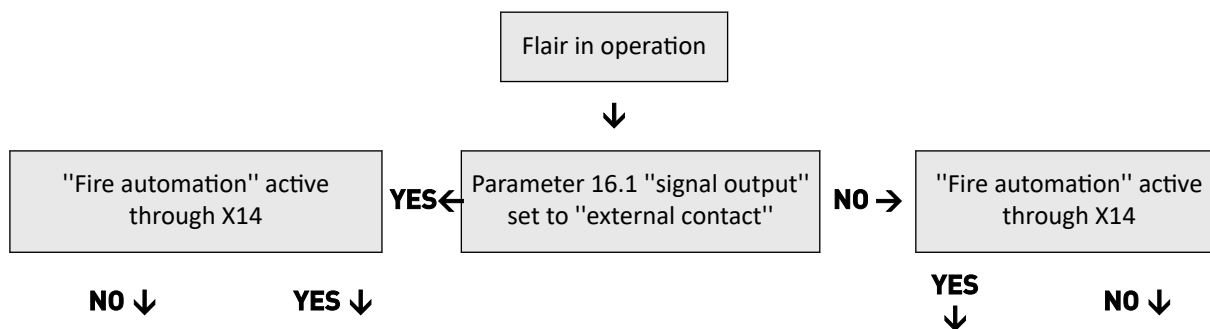 Flair in operation
"Fire automation" active
through X14
YES
Parameter 16.1 "signal output"
set to "external contact"
NO
"Fire automation" active
through X14
NO
YES
YES
NO